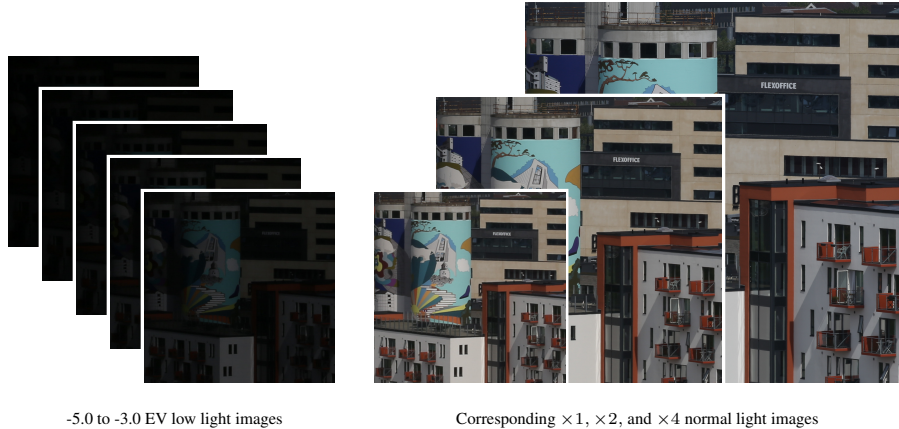 FLEXOFFICE
FLEXOFFICE
FLEXOFFICE
-5.0 to -3.0 EV low light images
Corresponding ×1, ×2, and ×4 normal light images